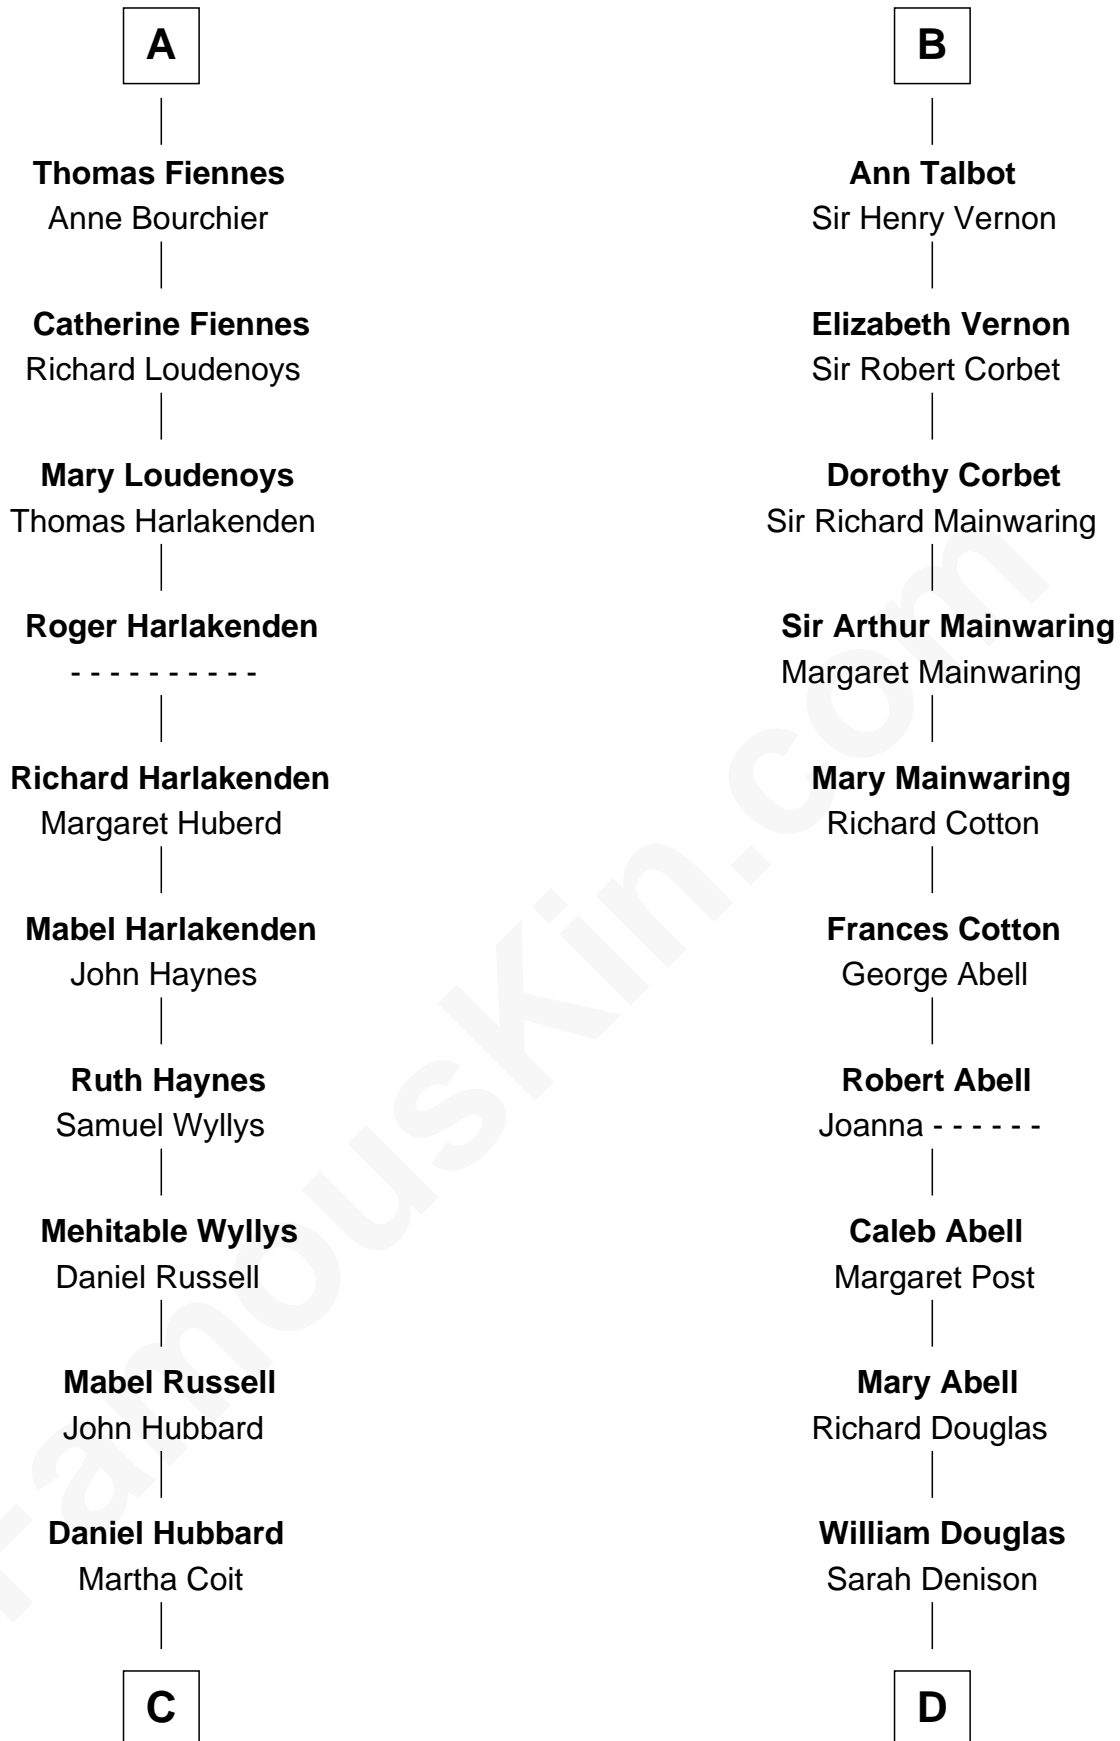 A
Thomas Fiennes
Anne Bourchier
Catherine Fiennes
Richard Loudenoys
Mary Loudenoys
Thomas Harlakenden
Roger Harlakenden
- - - - - - - - - -
Richard Harlakenden
Margaret Huberd
Mabel Harlakenden
John Haynes
Ruth Haynes
Samuel Wyllys
Mehitable Wyllys
Daniel Russell
Mabel Russell
John Hubbard
Daniel Hubbard
Martha Coit
C
B
Ann Talbot
Sir Henry Vernon
Elizabeth Vernon
Sir Robert Corbet
Dorothy Corbet
Sir Richard Mainwaring
Sir Arthur Mainwaring
Margaret Mainwaring
Mary Mainwaring
Richard Cotton
Frances Cotton
George Abell
Robert Abell
Joanna - - - - - -
Caleb Abell
Margaret Post
Mary Abell
Richard Douglas
William Douglas
Sarah Denison
D
FamousKin.com